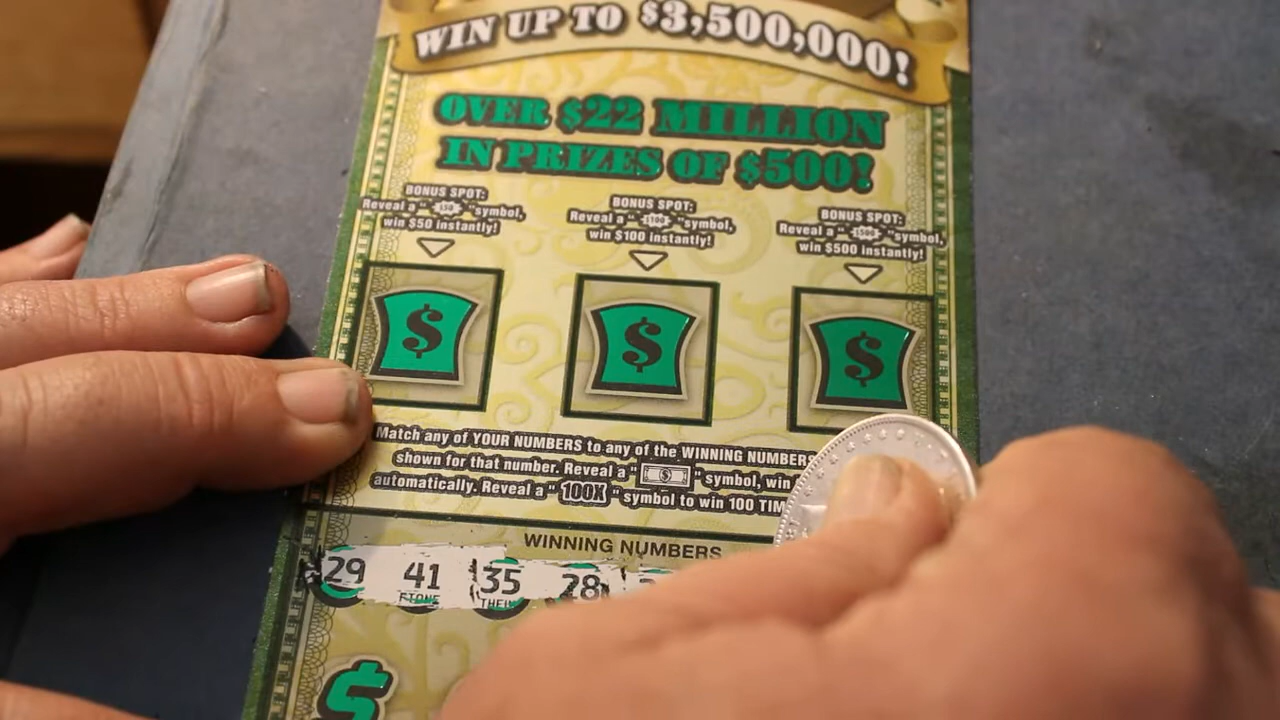 WIN UP TO $3,500,000!
OVER $22 MILLION
IN PRIZES OF $500!
BONUS SPOT:
Reveal a " $50 " symbol,
win $50 instantly!
BONUS SPOT:
Reveal a " $100 " symbol,
win $100 instantly!
BONUS SPOT:
Reveal a " $500 " symbol,
win $500 instantly!
$
$
$
Match any of YOUR NUMBERS to any of the WINNING NUMBERS
shown for that number. Reveal a " $ " symbol, win
automatically. Reveal a " 100X " symbol to win 100 TIM
WINNING NUMBERS
29 41 35 28
$